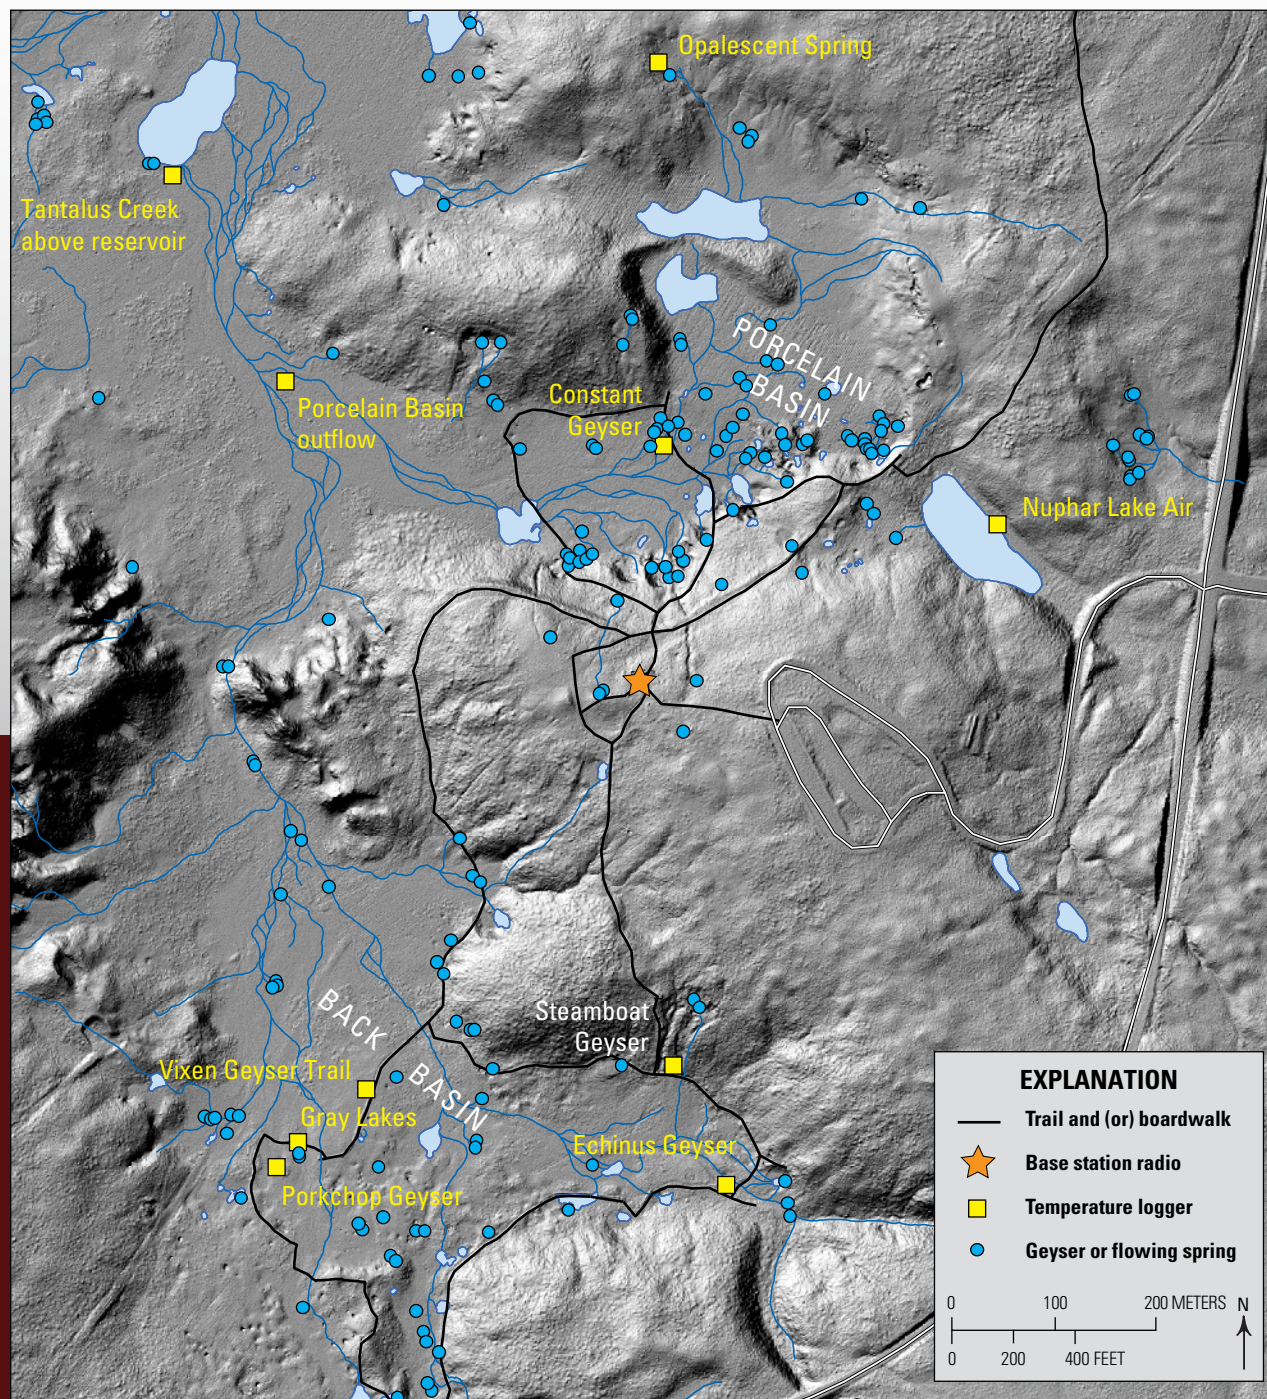 Opalescent Spring
Tantalus Creek
above reservoir
PORCELAIN
BASIN
Constant
Geyser
Porcelain Basin
outflow
Nuphar Lake Air
BACK
BASIN
Steamboat
Geyser
Vixen Geyser Trail
Gray Lakes
Echinus Geyser
Porkchop Geyser
EXPLANATION
Trail and (or) boardwalk
Base station radio
Temperature logger
Geyser or flowing spring
0 100 200 METERS
N
0 200 400 FEET